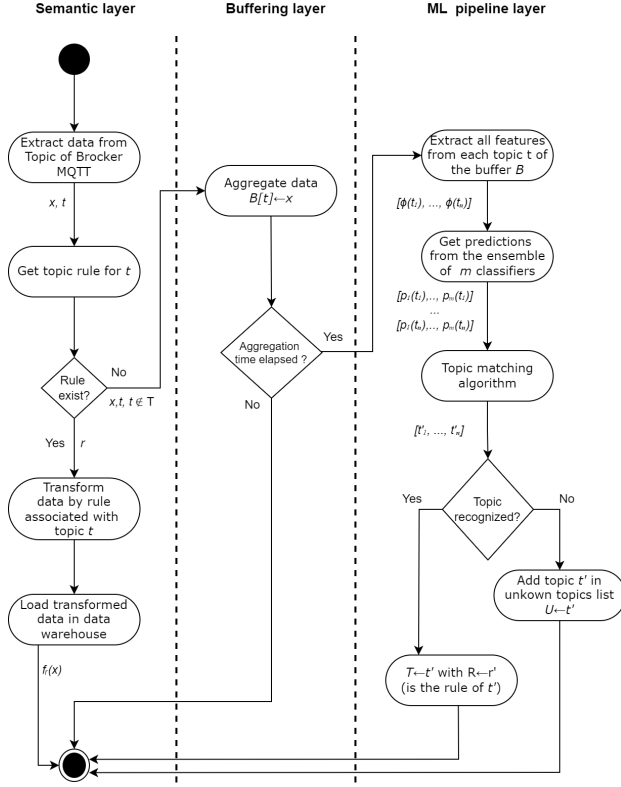 Semantic layer
Buffering layer
ML pipeline layer
Extract data from
Topic of Brocker
MQTT
x, t
Get topic rule for t
Rule
exist?
No
x,t, t ∉ T
Yes
r
Transform
data by rule
associated with
topic t
Load transformed
data in data
warehouse
fᵣ(x)
Aggregate data
B[t]←x
Aggregation
time elapsed ?
Yes
No
Extract all features
from each topic t of
the buffer B
[ϕ(t₁), ..., ϕ(tₙ)]
Get predictions
from the ensemble
of m classifiers
[p₁(t₁),.., pₘ(t₁)]
...
[p₁(tₙ),.., pₘ(tₙ)]
Topic matching
algorithm
[t'₁, ..., t'ₙ]
Topic
recognized?
Yes
No
Add topic t' in
unkown topics list
U←t'
T←t' with R←r'
(is the rule of t')